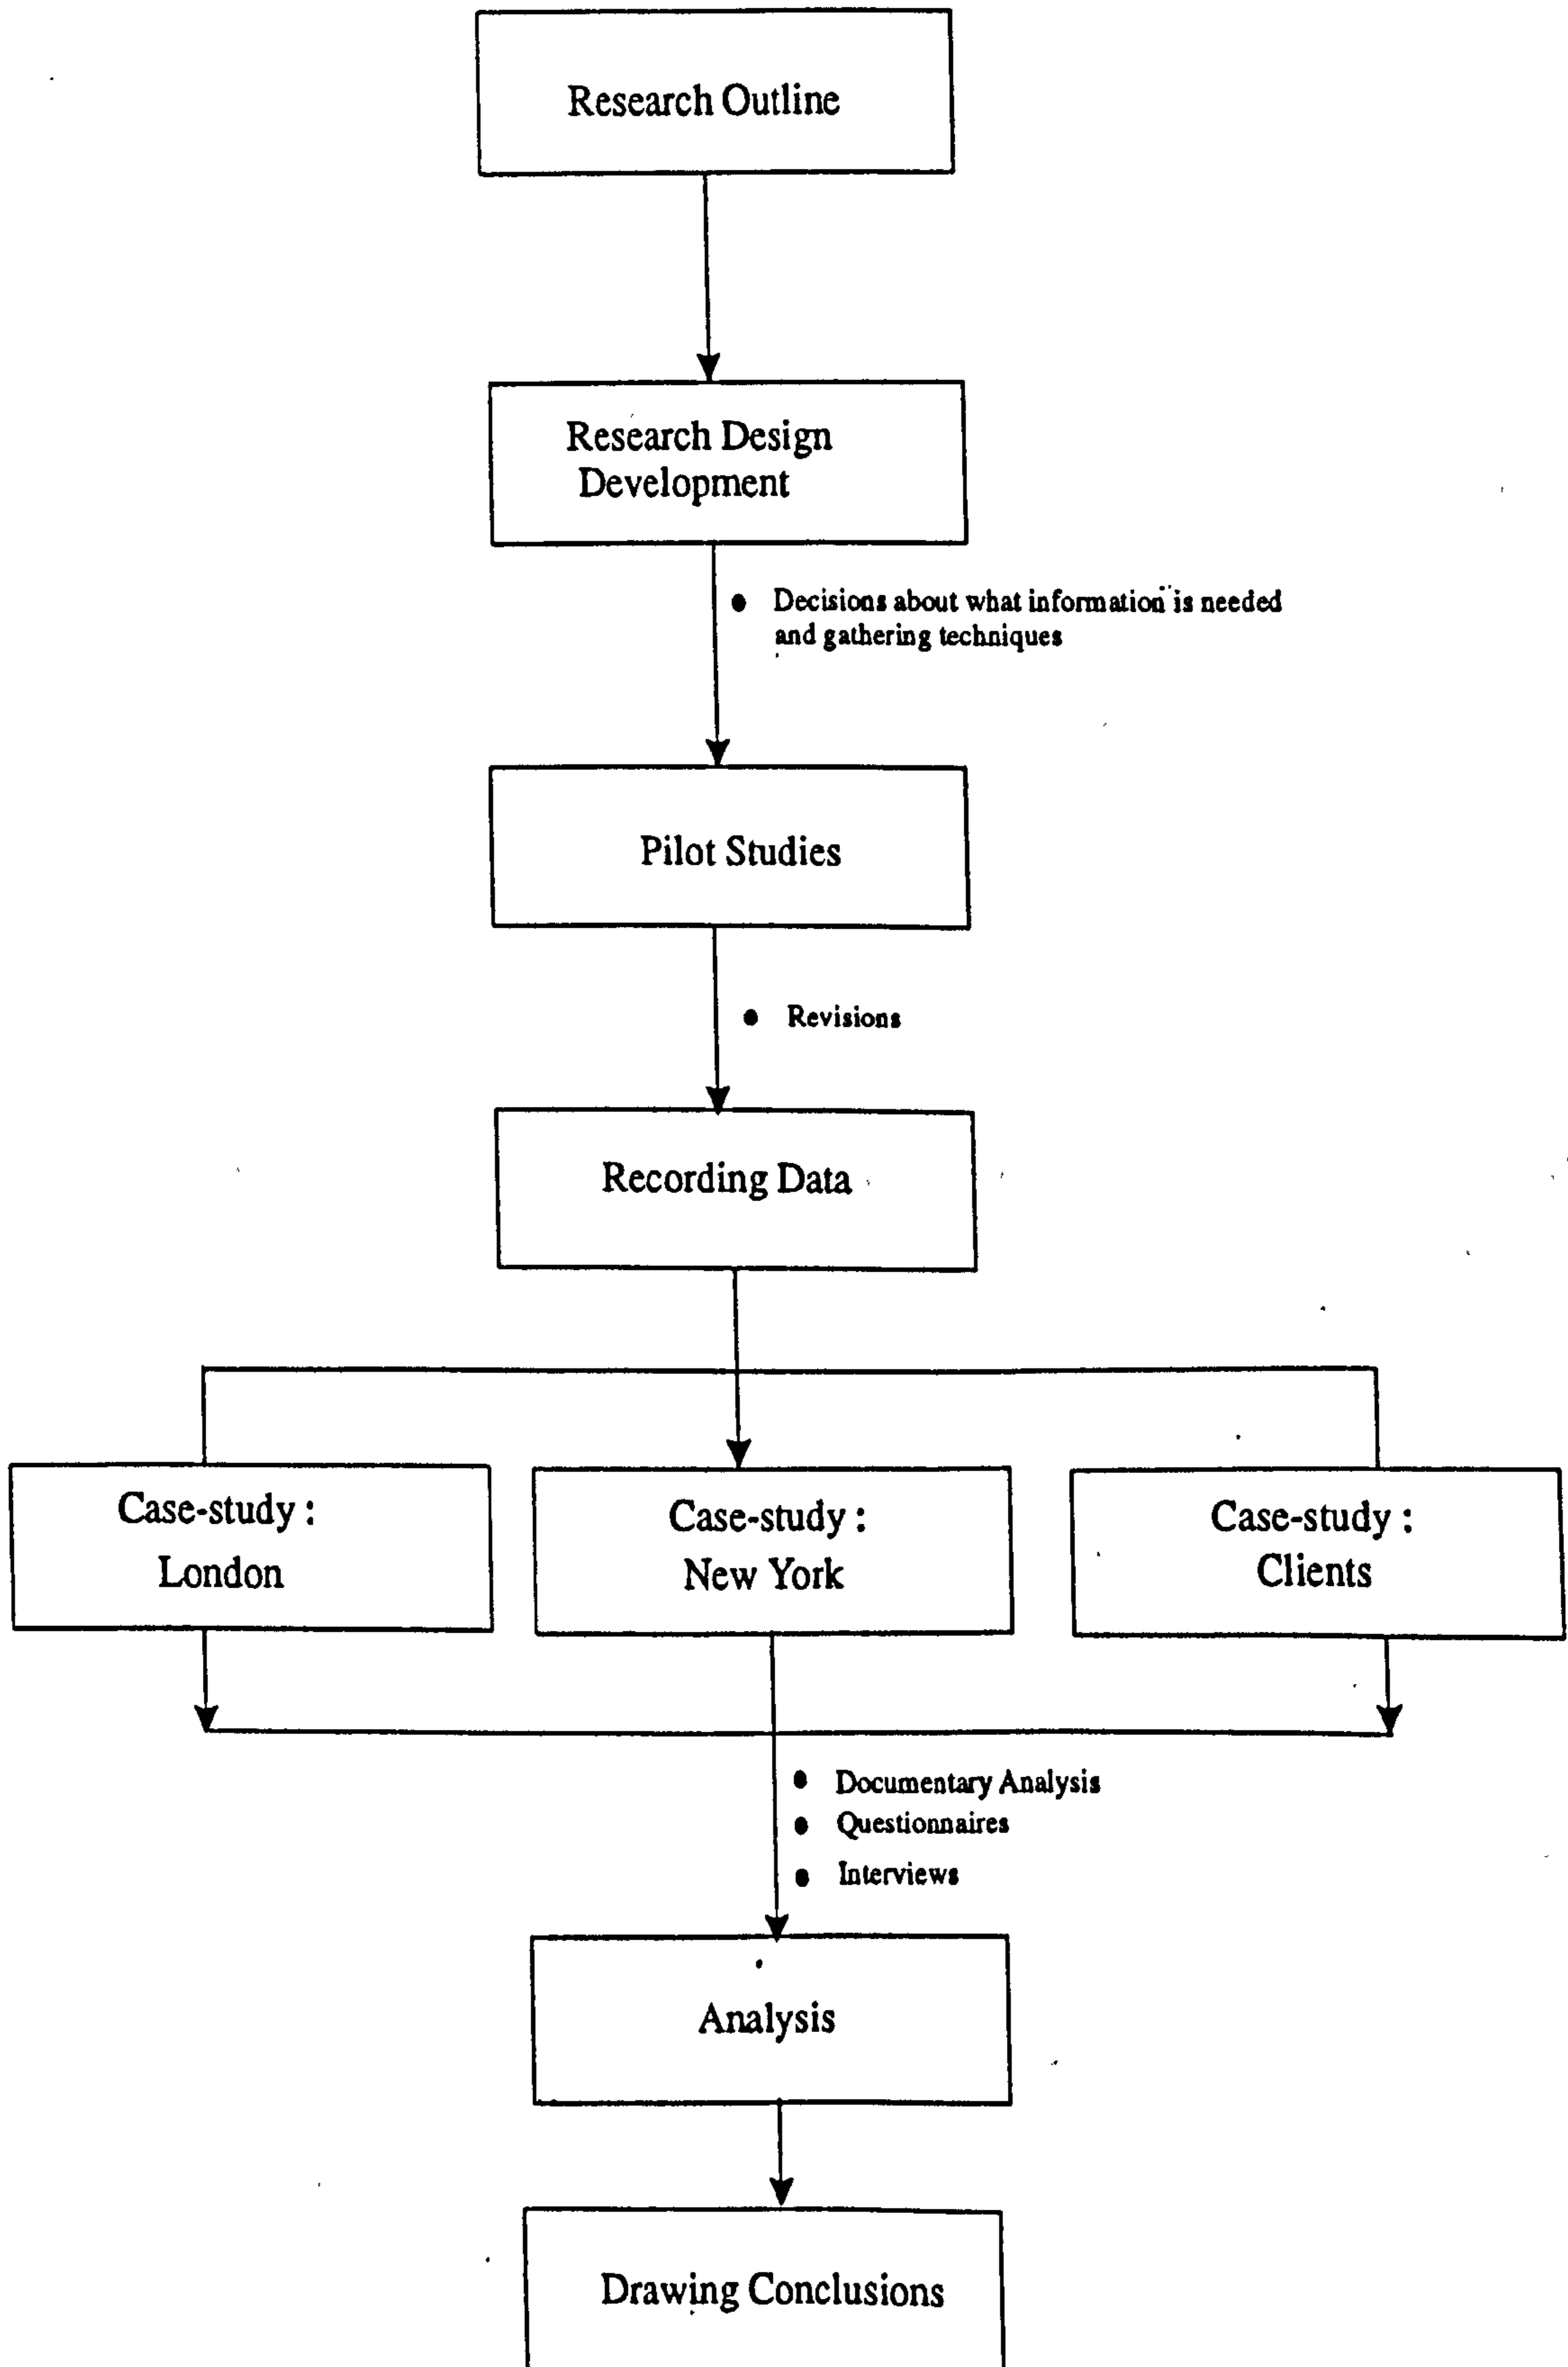 Research Outline
Research Design
Development
● Decisions about what information is needed
and gathering techniques
Pilot Studies
● Revisions
Recording Data
Case-study :
London
Case-study :
New York
Case-study :
Clients
● Documentary Analysis
● Questionnaires
● Interviews
Analysis
Drawing Conclusions